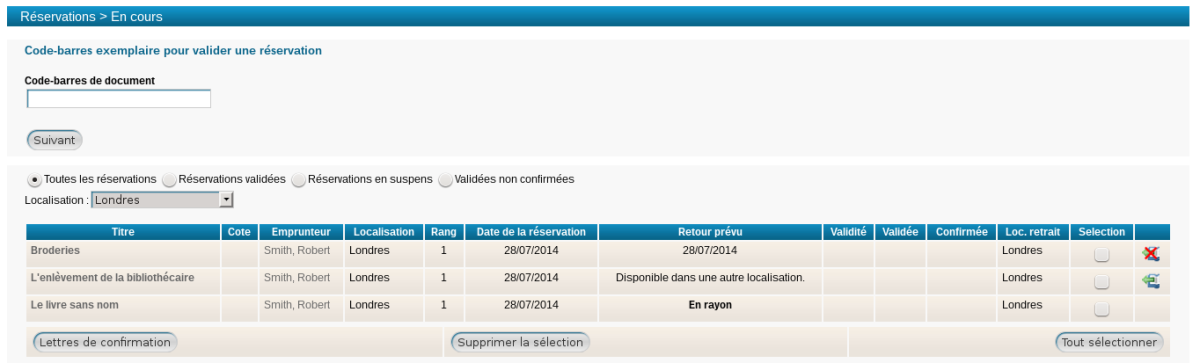 Réservations > En cours
Code-barres exemplaire pour valider une réservation
Code-barres de document
Suivant
Toutes les réservations Réservations validées Réservations en suspens Validées non confirmées
Localisation : Londres
Titre Cote Emprunteur Localisation Rang Date de la réservation Retour prévu Validité Validée Confirmée Loc. retrait Selection
Broderies Smith, Robert Londres 1 28/07/2014 28/07/2014 Londres
L'enlèvement de la bibliothécaire Smith, Robert Londres 1 28/07/2014 Disponible dans une autre localisation. Londres
Le livre sans nom Smith, Robert Londres 1 28/07/2014 En rayon Londres
Lettres de confirmation Supprimer la sélection Tout sélectionner